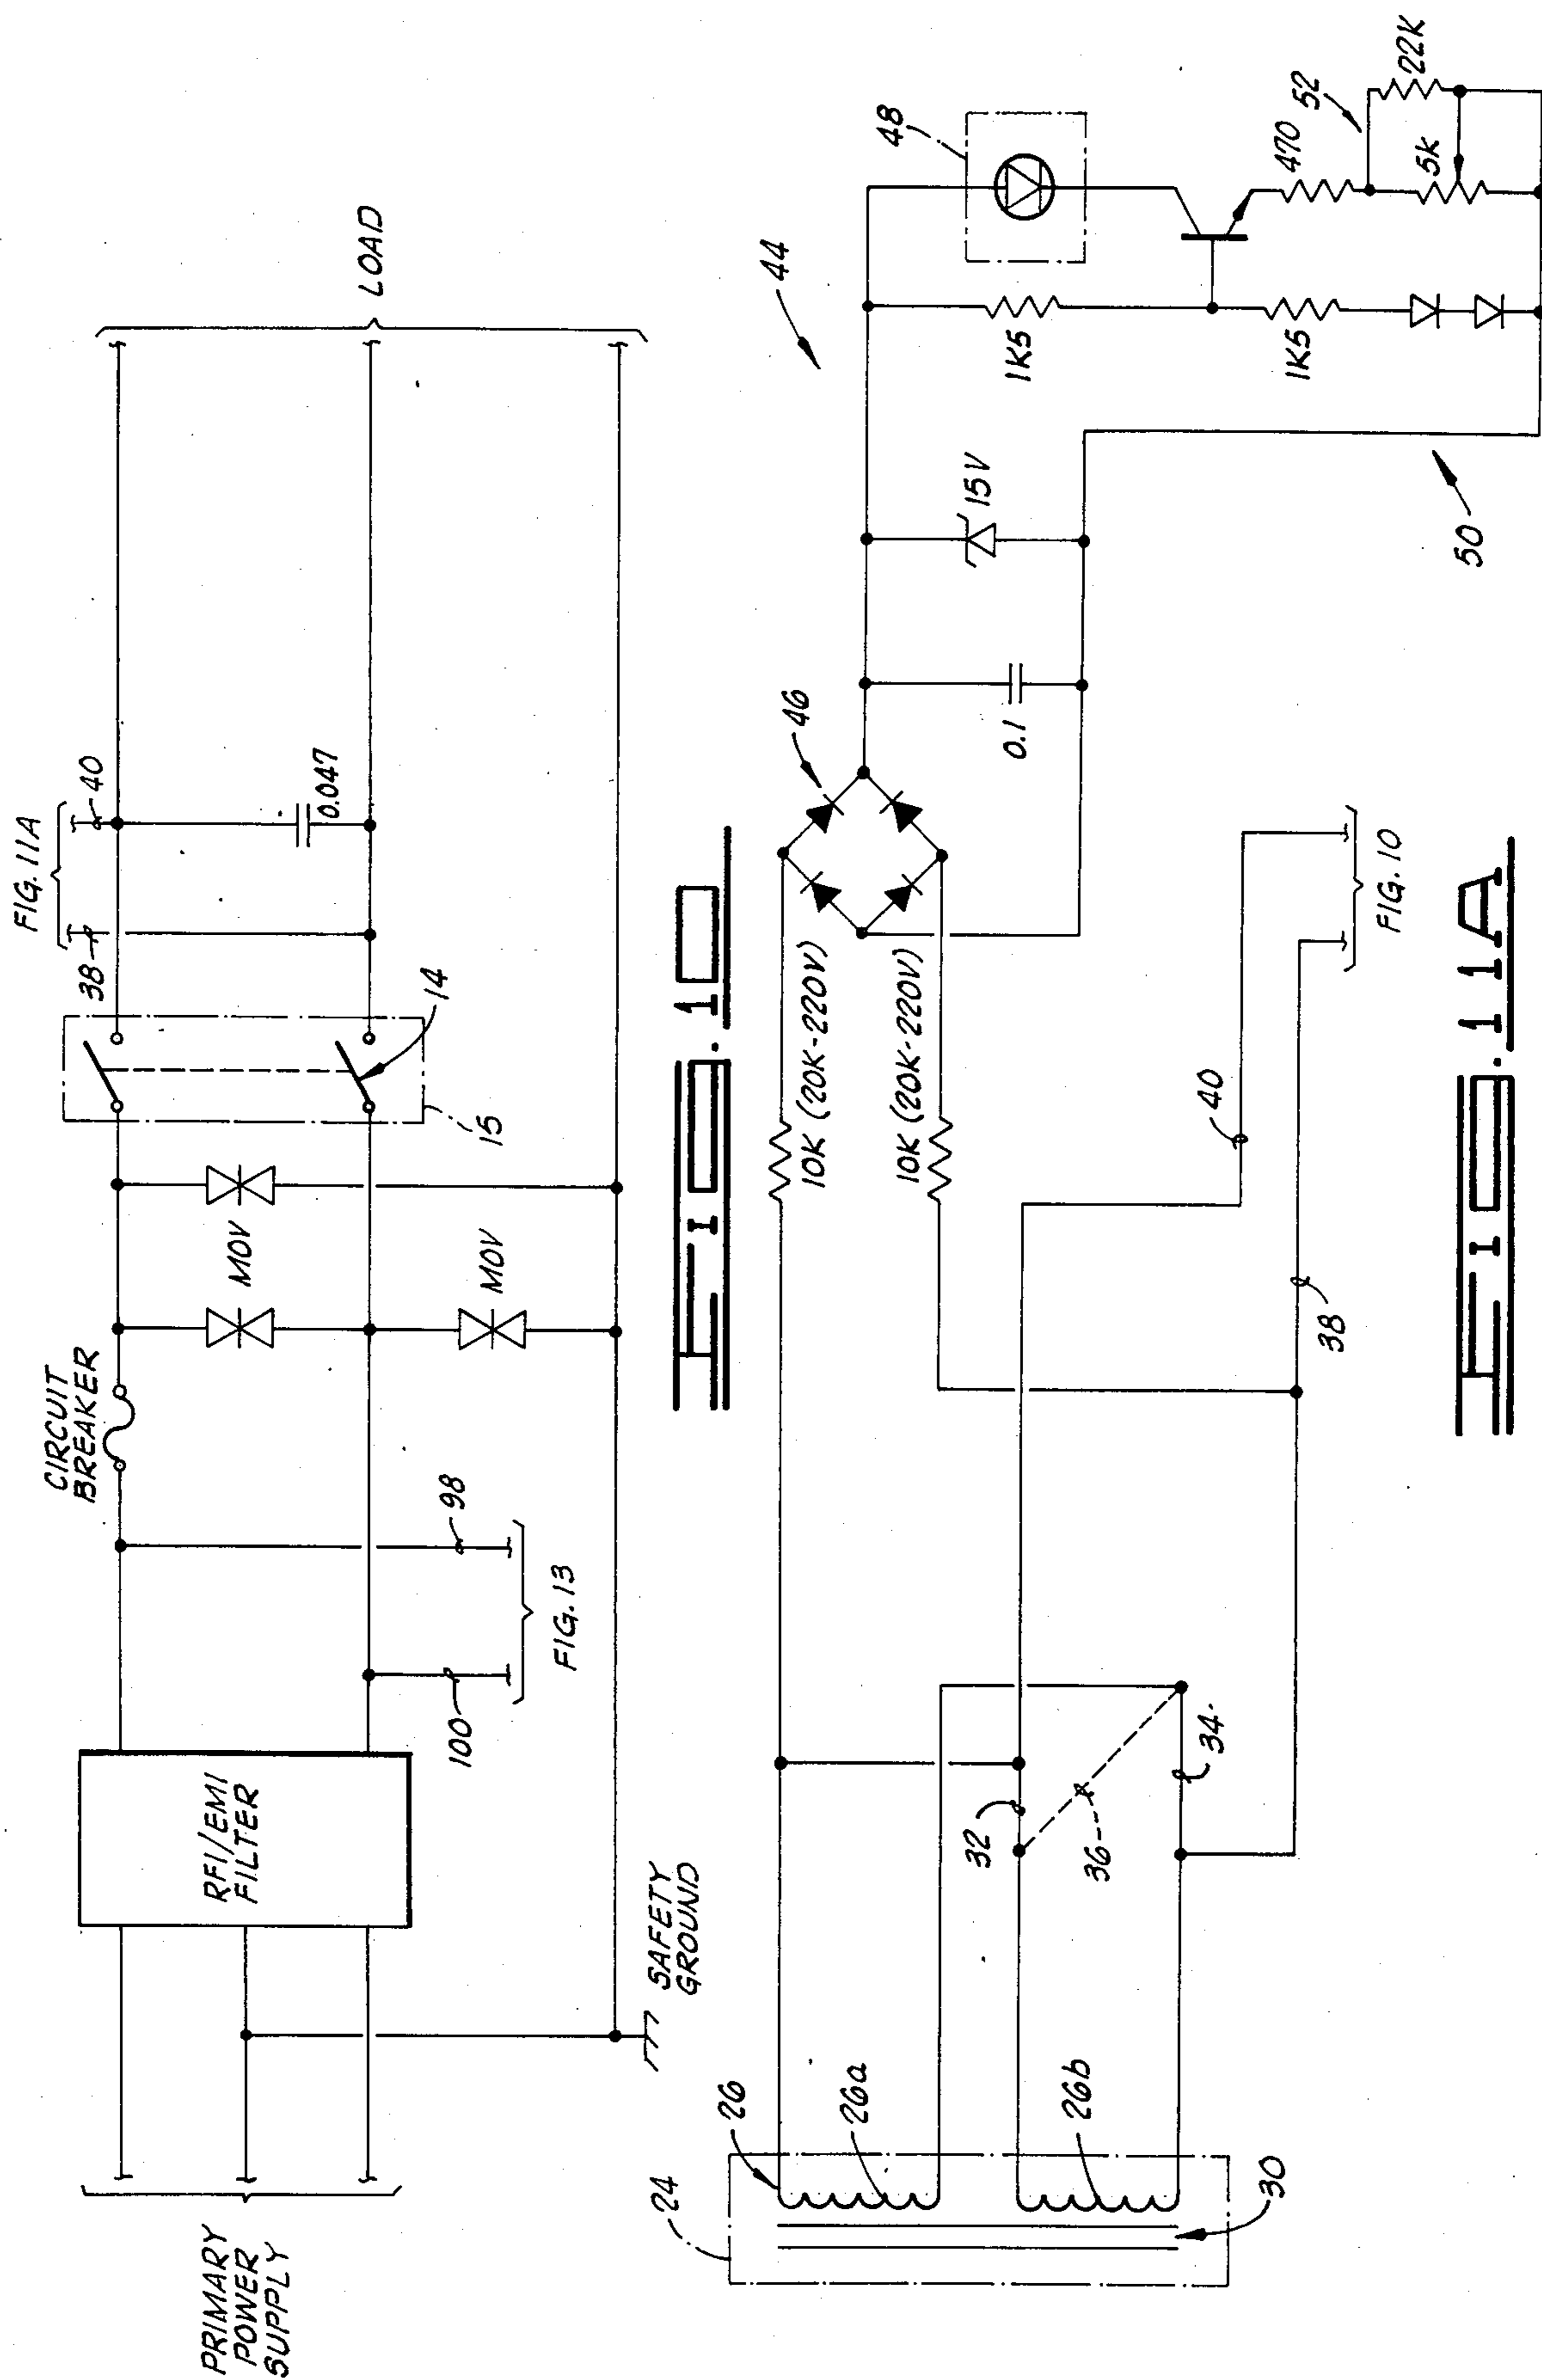 PRIMARY
POWER
SUPPLY
RFI/EMI
FILTER
SAFETY
GROUND
100
98
FIG. 13
CIRCUIT
BREAKER
MOV
MOV
15
14
FIG. 11A
38
40
0.047
LOAD
FIG. 10
24
26
26a
26b
30
32
34
36
38
40
FIG. 10
10K (20K-220V)
10K (20K-220V)
46
0.1
15V
44
50
48
1K5
1K5
470
52
5K
22K
FIG. 11A